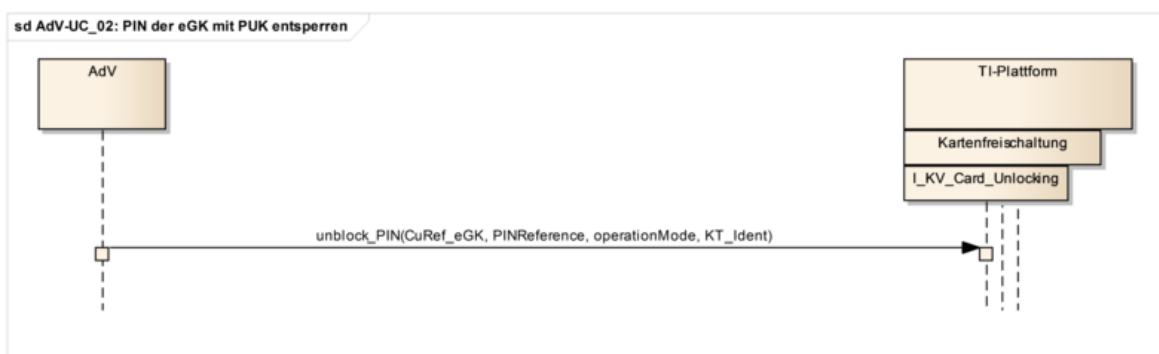 sd AdV-UC_02: PIN der eGK mit PUK entsperren
AdV
TI-Plattform
Kartenfreischaltung
I_KV_Card_Unlocking
unblock_PIN(CuRef_eGK, PINReference, operationMode, KT_Ident)